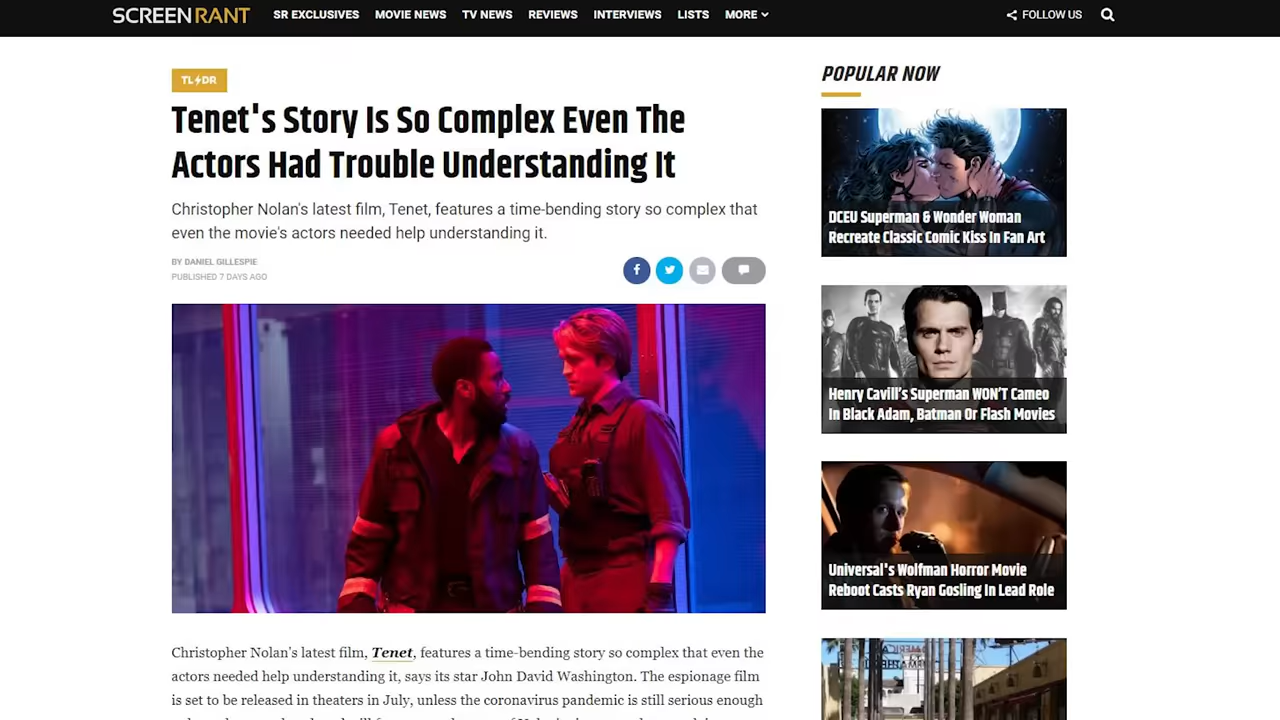 SCREENRANT SR EXCLUSIVES MOVIE NEWS TV NEWS REVIEWS INTERVIEWS LISTS MORE FOLLOW US
TL DR
Tenet's Story Is So Complex Even The
Actors Had Trouble Understanding It
Christopher Nolan's latest film, Tenet, features a time-bending story so complex that
even the movie's actors needed help understanding it.
BY DANIEL GILLESPIE
PUBLISHED 7 DAYS AGO
Christopher Nolan's latest film, Tenet, features a time-bending story so complex that even the
actors needed help understanding it, says its star John David Washington. The espionage film
is set to be released in theaters in July, unless the coronavirus pandemic is still serious enough
POPULAR NOW
DCEU Superman & Wonder Woman
Recreate Classic Comic Kiss In Fan Art
Henry Cavill's Superman WON'T Cameo
In Black Adam, Batman Or Flash Movies
Universal's Wolfman Horror Movie
Reboot Casts Ryan Gosling In Lead Role